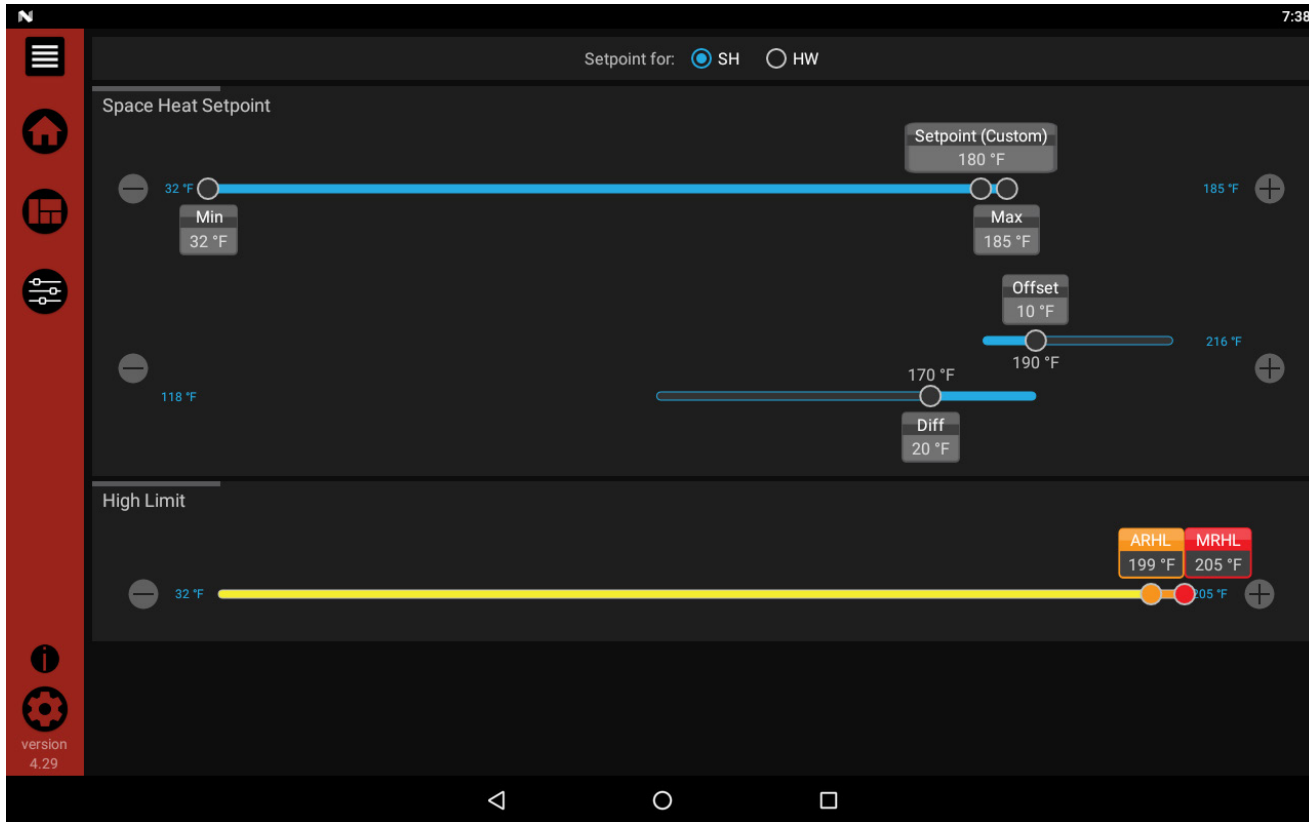 7:38
Setpoint for: SH HW
Space Heat Setpoint
Setpoint (Custom)
180 °F
32 °F
185 °F
Min
32 °F
Max
185 °F
Offset
10 °F
216 °F
190 °F
170 °F
118 °F
Diff
20 °F
High Limit
ARHL
199 °F
MRHL
205 °F
32 °F
205 °F
version
4.29